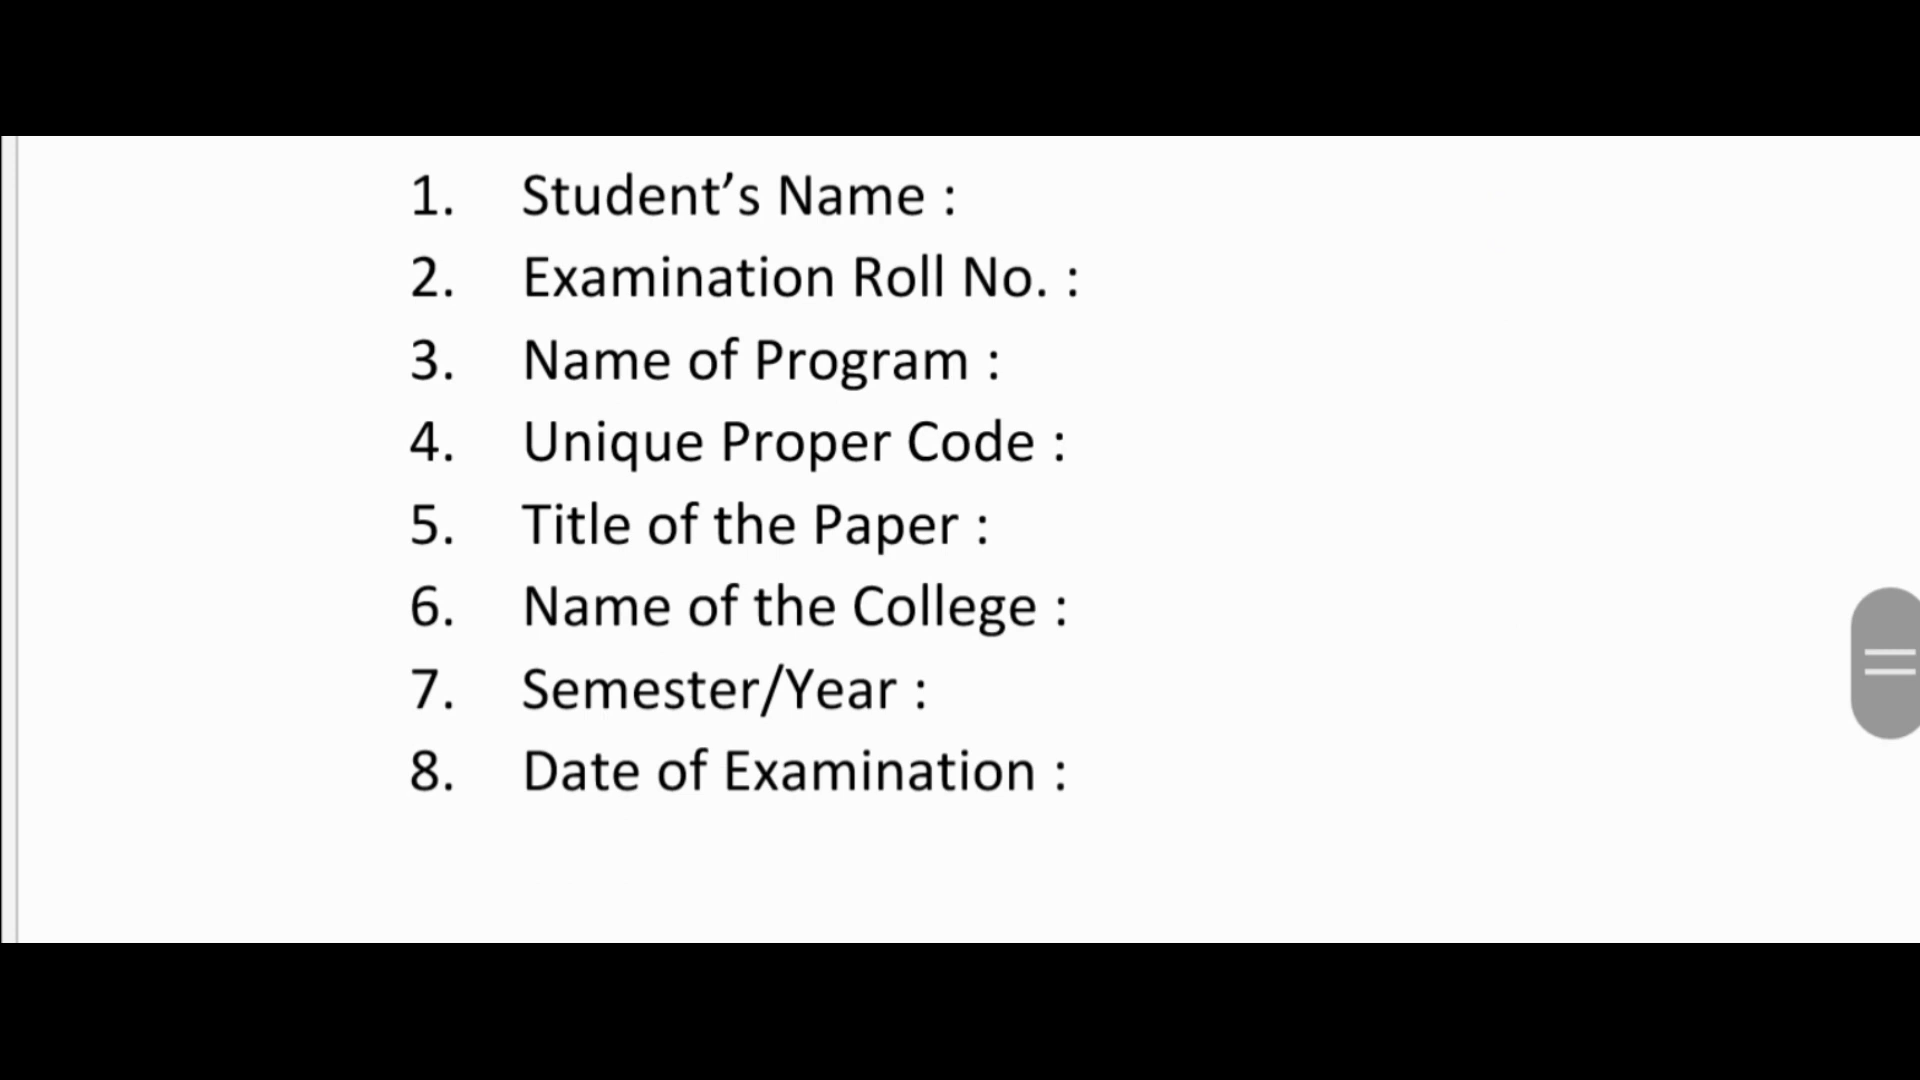 1. Student’s Name :
2. Examination Roll No. :
3. Name of Program :
4. Unique Proper Code :
5. Title of the Paper :
6. Name of the College :
7. Semester/Year :
8. Date of Examination :